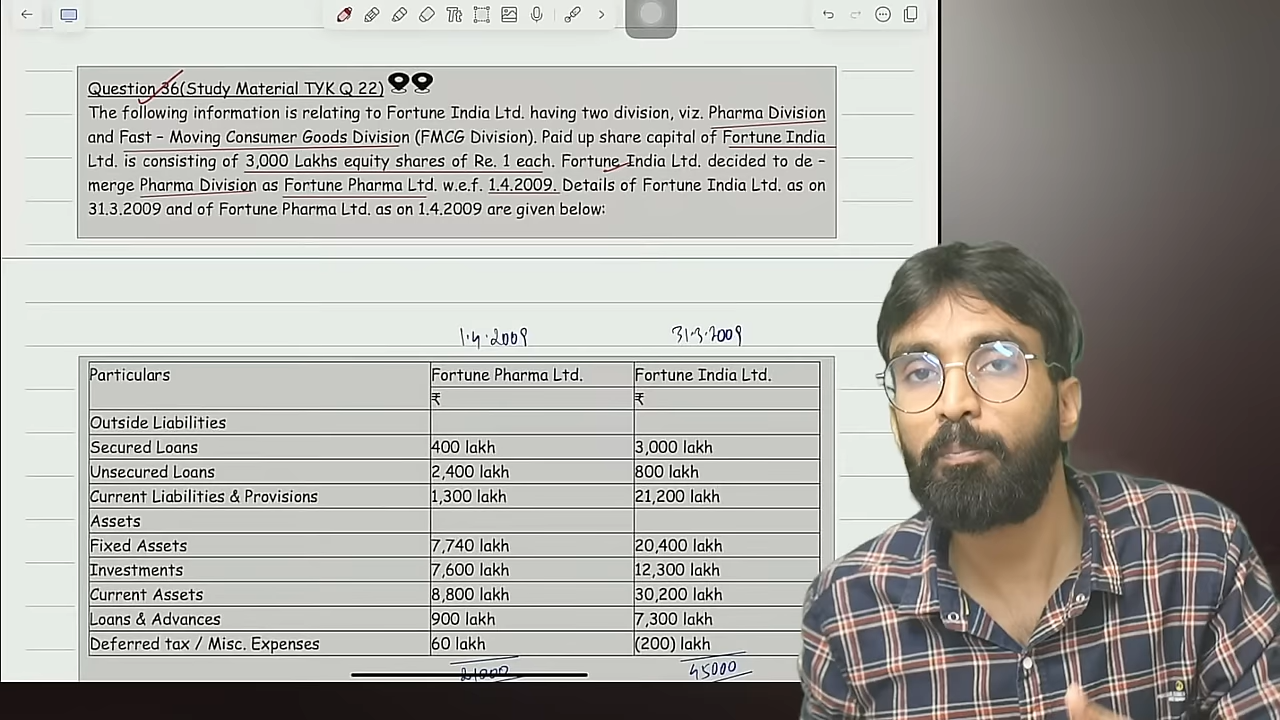 Tt
Question 36(Study Material TYK Q 22)
The following information is relating to Fortune India Ltd. having two division, viz. Pharma Division
and Fast – Moving Consumer Goods Division (FMCG Division). Paid up share capital of Fortune India
Ltd. is consisting of 3,000 Lakhs equity shares of Re. 1 each. Fortune India Ltd. decided to de –
merge Pharma Division as Fortune Pharma Ltd. w.e.f. 1.4.2009. Details of Fortune India Ltd. as on
31.3.2009 and of Fortune Pharma Ltd. as on 1.4.2009 are given below:
1.4.2009 31.3.2009
Particulars Fortune Pharma Ltd. Fortune India Ltd.
₹ ₹
Outside Liabilities
Secured Loans 400 lakh 3,000 lakh
Unsecured Loans 2,400 lakh 800 lakh
Current Liabilities & Provisions 1,300 lakh 21,200 lakh
Assets
Fixed Assets 7,740 lakh 20,400 lakh
Investments 7,600 lakh 12,300 lakh
Current Assets 8,800 lakh 30,200 lakh
Loans & Advances 900 lakh 7,300 lakh
Deferred tax / Misc. Expenses 60 lakh (200) lakh
21000 45000